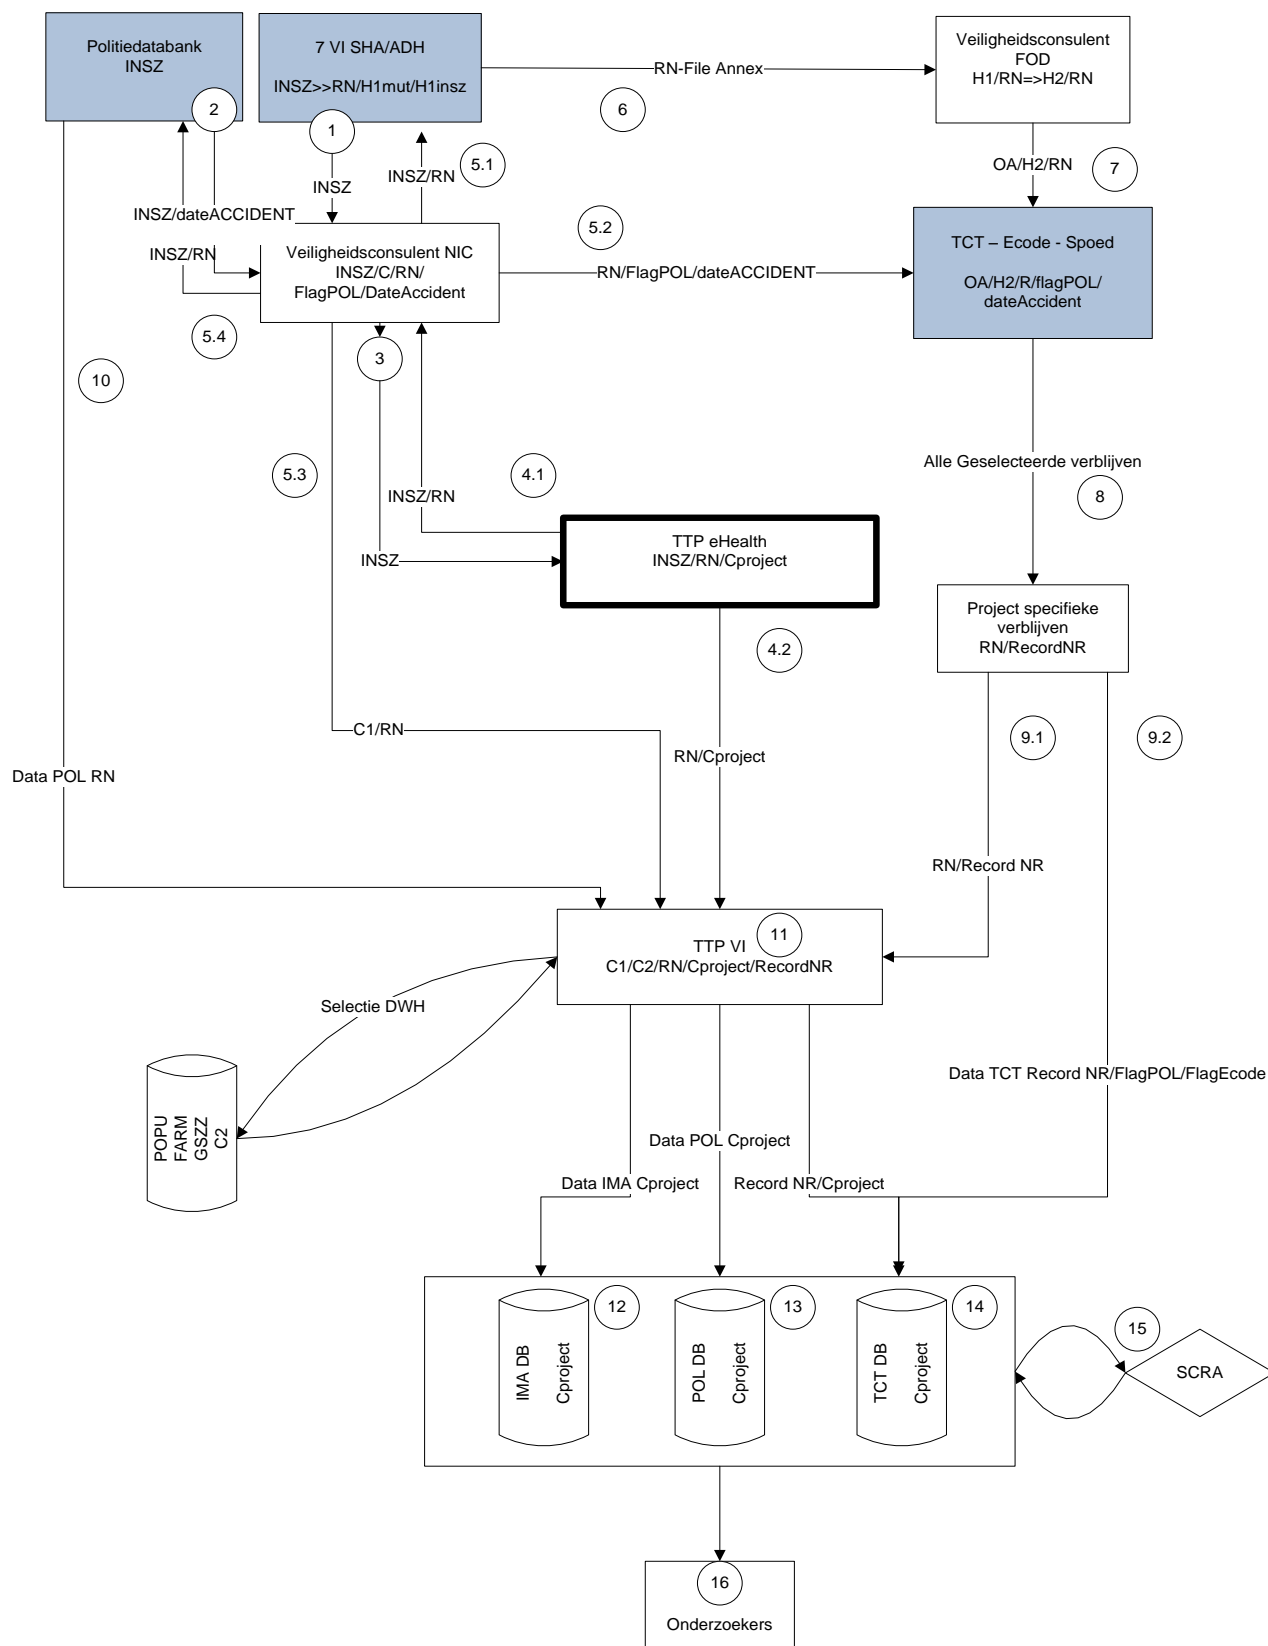 Politiedatabank
INSZ
7 VI SHA/ADH
INSZ>>RN/H1mut/H1insz
Veiligheidsconsulent
FOD
H1/RN=>H2/RN
RN-File Annex
2
1
6
5.1
INSZ
INSZ/RN
OA/H2/RN
7
INSZ/dateACCIDENT
INSZ/RN
Veiligheidsconsulent NIC
INSZ/C/RN/
FlagPOL/DateAccident
5.2
RN/FlagPOL/dateACCIDENT
TCT – Ecode - Spoed
OA/H2/R/flagPOL/
dateAccident
5.4
3
10
5.3
4.1
INSZ/RN
Alle Geselecteerde verblijven
8
INSZ
TTP eHealth
INSZ/RN/Cproject
Project specifieke
verblijven
RN/RecordNR
4.2
C1/RN
RN/Cproject
9.1
9.2
Data POL RN
RN/Record NR
11
TTP VI
C1/C2/RN/Cproject/RecordNR
Selectie DWH
Data TCT Record NR/FlagPOL/FlagEcode
POPU
FARM
GSZZ
C2
Data POL Cproject
Data IMA Cproject
Record NR/Cproject
12
13
14
15
IMA DB
Cproject
POL DB
Cproject
TCT DB
Cproject
SCRA
16
Onderzoekers